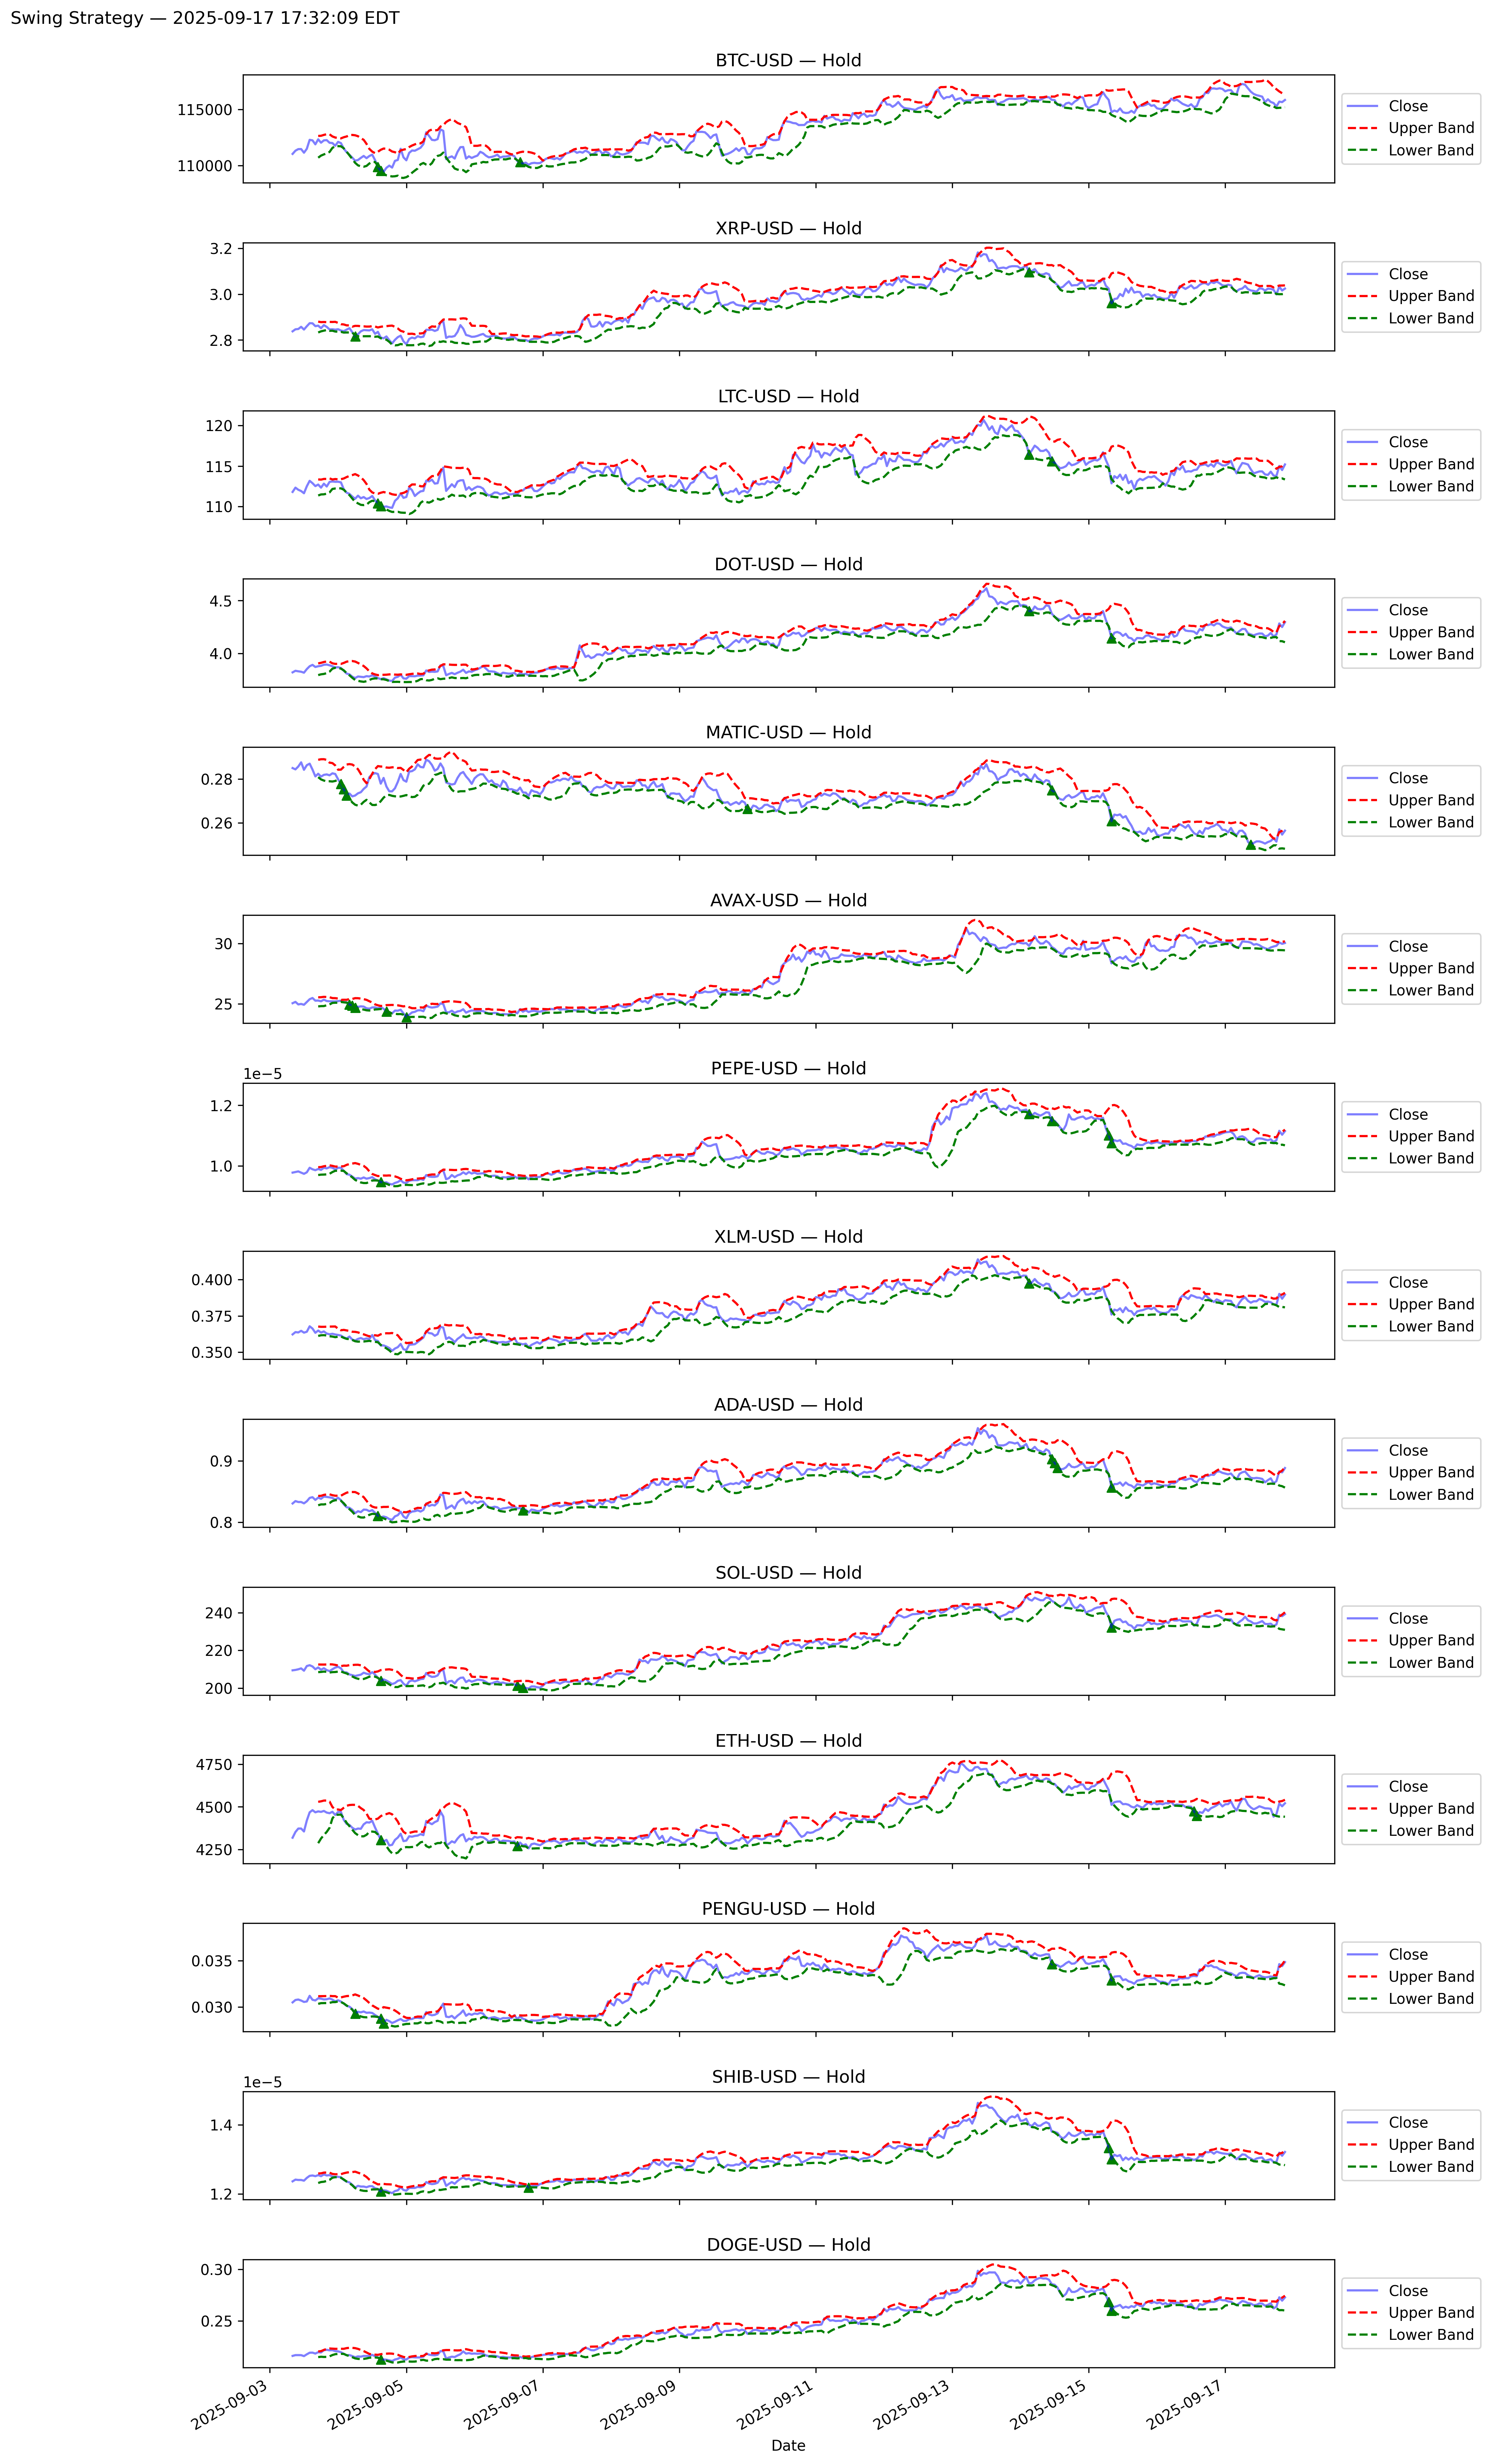 Swing Strategy — 2025-09-17 17:32:09 EDT
BTC-USD — Hold
115000
110000
Close
Upper Band
Lower Band
XRP-USD — Hold
3.2
3.0
2.8
Close
Upper Band
Lower Band
LTC-USD — Hold
120
115
110
Close
Upper Band
Lower Band
DOT-USD — Hold
4.5
4.0
Close
Upper Band
Lower Band
MATIC-USD — Hold
0.28
0.26
Close
Upper Band
Lower Band
AVAX-USD — Hold
30
25
Close
Upper Band
Lower Band
PEPE-USD — Hold
1e−5
1.2
1.0
Close
Upper Band
Lower Band
XLM-USD — Hold
0.400
0.375
0.350
Close
Upper Band
Lower Band
ADA-USD — Hold
0.9
0.8
Close
Upper Band
Lower Band
SOL-USD — Hold
240
220
200
Close
Upper Band
Lower Band
ETH-USD — Hold
4750
4500
4250
Close
Upper Band
Lower Band
PENGU-USD — Hold
0.035
0.030
Close
Upper Band
Lower Band
SHIB-USD — Hold
1e−5
1.4
1.2
Close
Upper Band
Lower Band
DOGE-USD — Hold
0.30
0.25
Close
Upper Band
Lower Band
2025-09-03
2025-09-05
2025-09-07
2025-09-09
2025-09-11
2025-09-13
2025-09-15
2025-09-17
Date